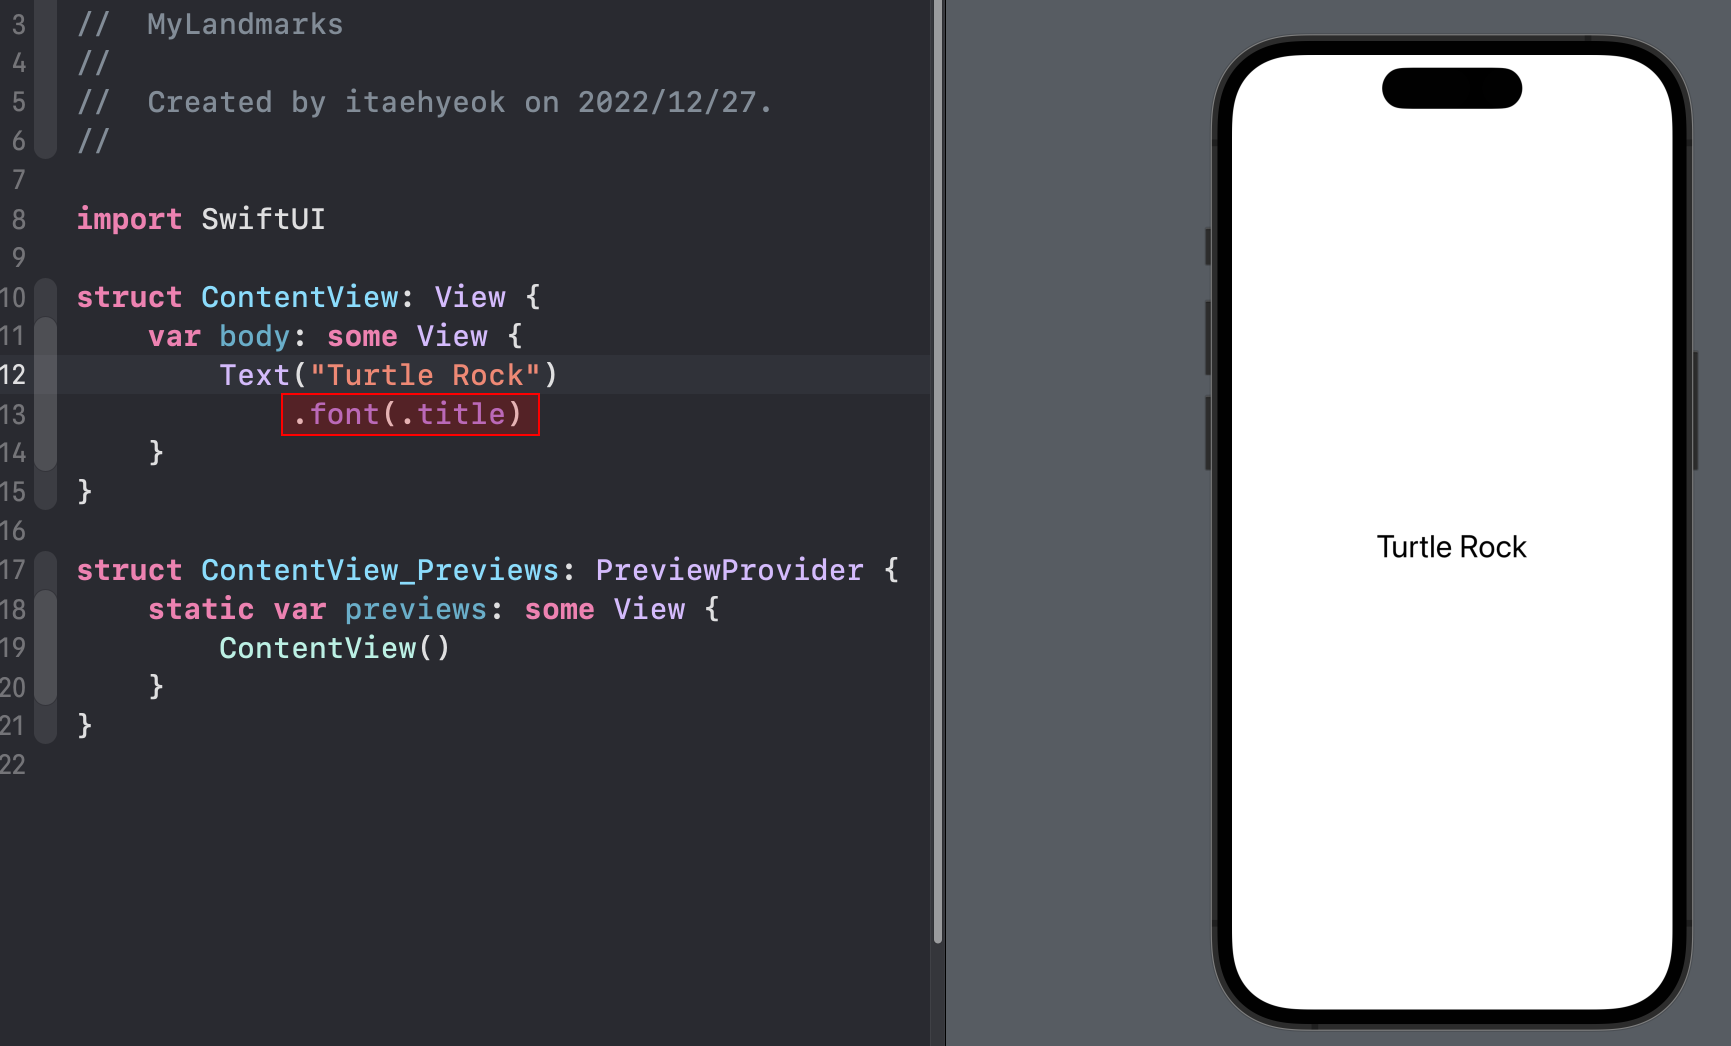 3 //  MyLandmarks
4 //
5 //  Created by itaehyeok on 2022/12/27.
6 //
7
8 import SwiftUI
9
10 struct ContentView: View {
11     var body: some View {
12         Text("Turtle Rock")
13             .font(.title)
14     }
15 }
16
17 struct ContentView_Previews: PreviewProvider {
18     static var previews: some View {
19         ContentView()
20     }
21 }
22
Turtle Rock